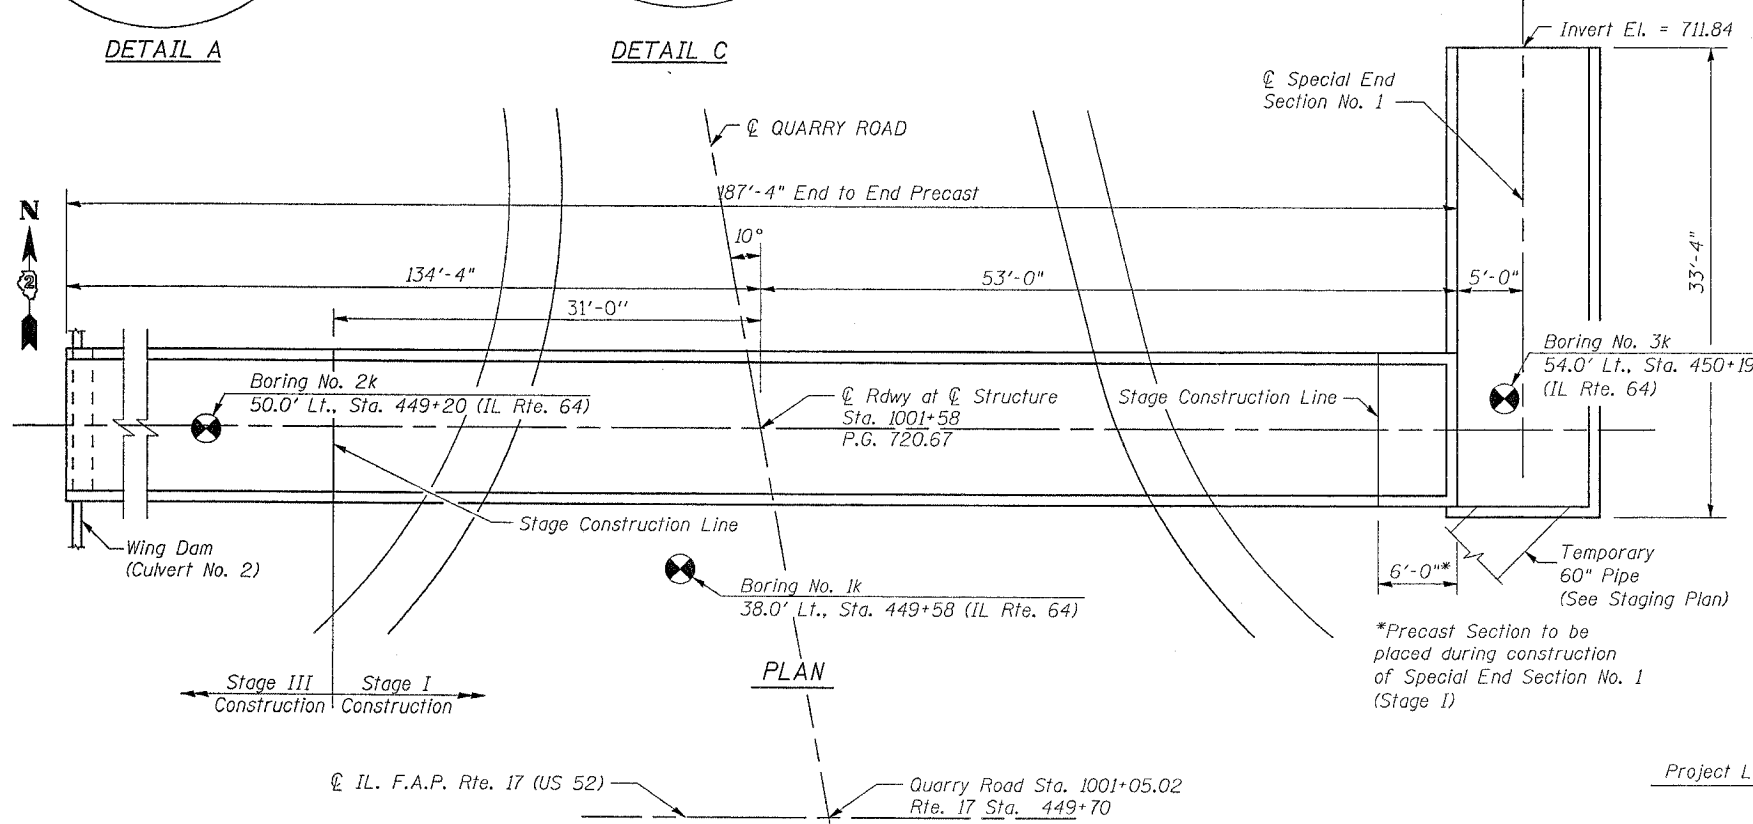 DETAIL A
DETAIL C
Invert El. = 711.84
℄ Special End
Section No. 1
℄ QUARRY ROAD
187'-4" End to End Precast
N
2
10°
134'-4"
53'-0"
5'-0"
33'-4"
31'-0"
Boring No. 3k
54.0' Lt., Sta. 450+19
(IL Rte. 64)
Boring No. 2k
50.0' Lt., Sta. 449+20 (IL Rte. 64)
℄ Rdwy at ℄ Structure
Sta. 1001+58
P.G. 720.67
Stage Construction Line
Stage Construction Line
Wing Dam
(Culvert No. 2)
Boring No. 1k
38.0' Lt., Sta. 449+58 (IL Rte. 64)
6'-0"*
Temporary
60" Pipe
(See Staging Plan)
*Precast Section to be
placed during construction
of Special End Section No. 1
(Stage I)
PLAN
Stage III
Construction
Stage I
Construction
℄ IL. F.A.P. Rte. 17 (US 52)
Quarry Road Sta. 1001+05.02
Rte. 17 Sta. 449+70
Project L